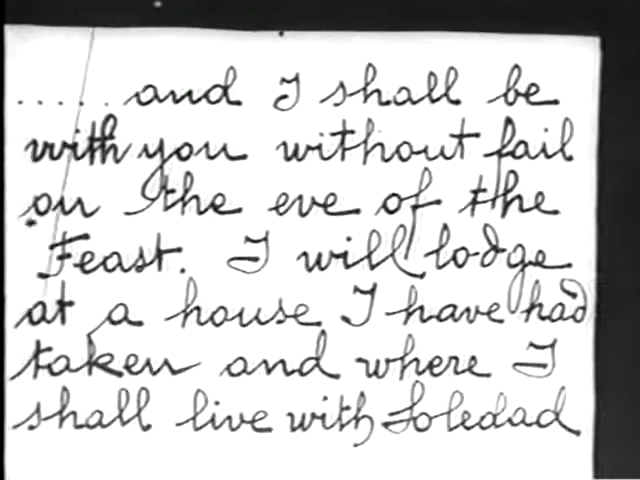 ..... and I shall be
with you without fail
on the eve of the
Feast. I will lodge
at a house I have had
taken and where I
shall live with Soledad